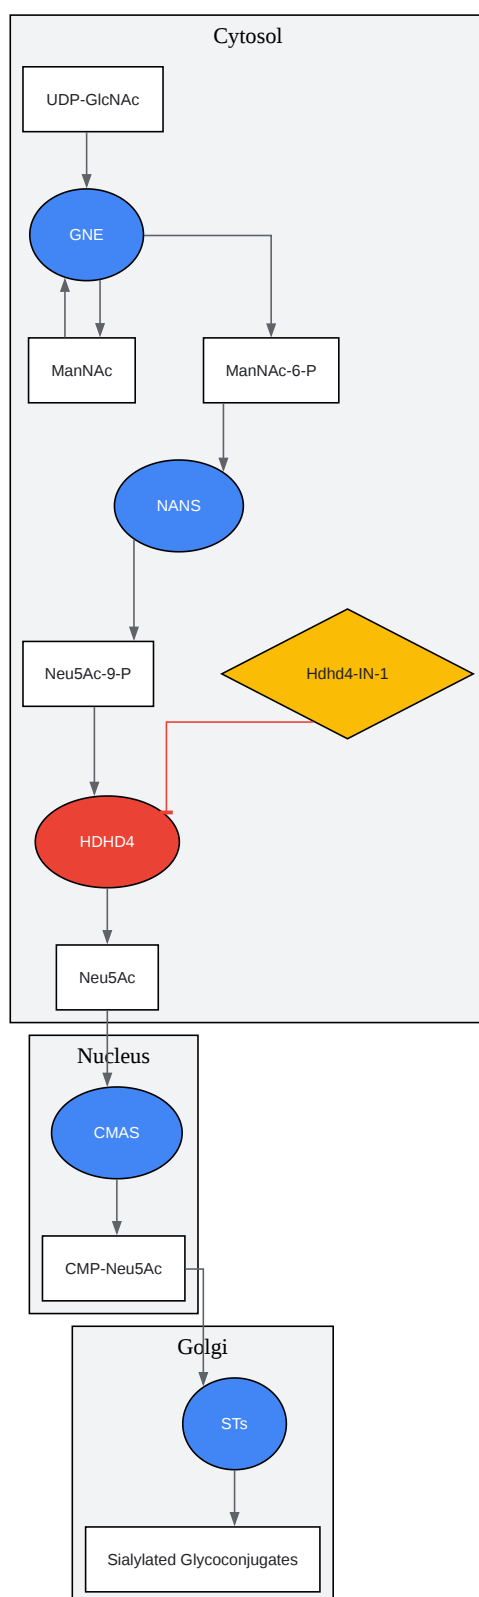 Cytosol
UDP-GlcNAc
GNE
ManNAc
ManNAc-6-P
NANS
Neu5Ac-9-P
Hdhd4-IN-1
HDHD4
Neu5Ac
Nucleus
CMAS
CMP-Neu5Ac
Golgi
STs
Sialylated Glycoconjugates